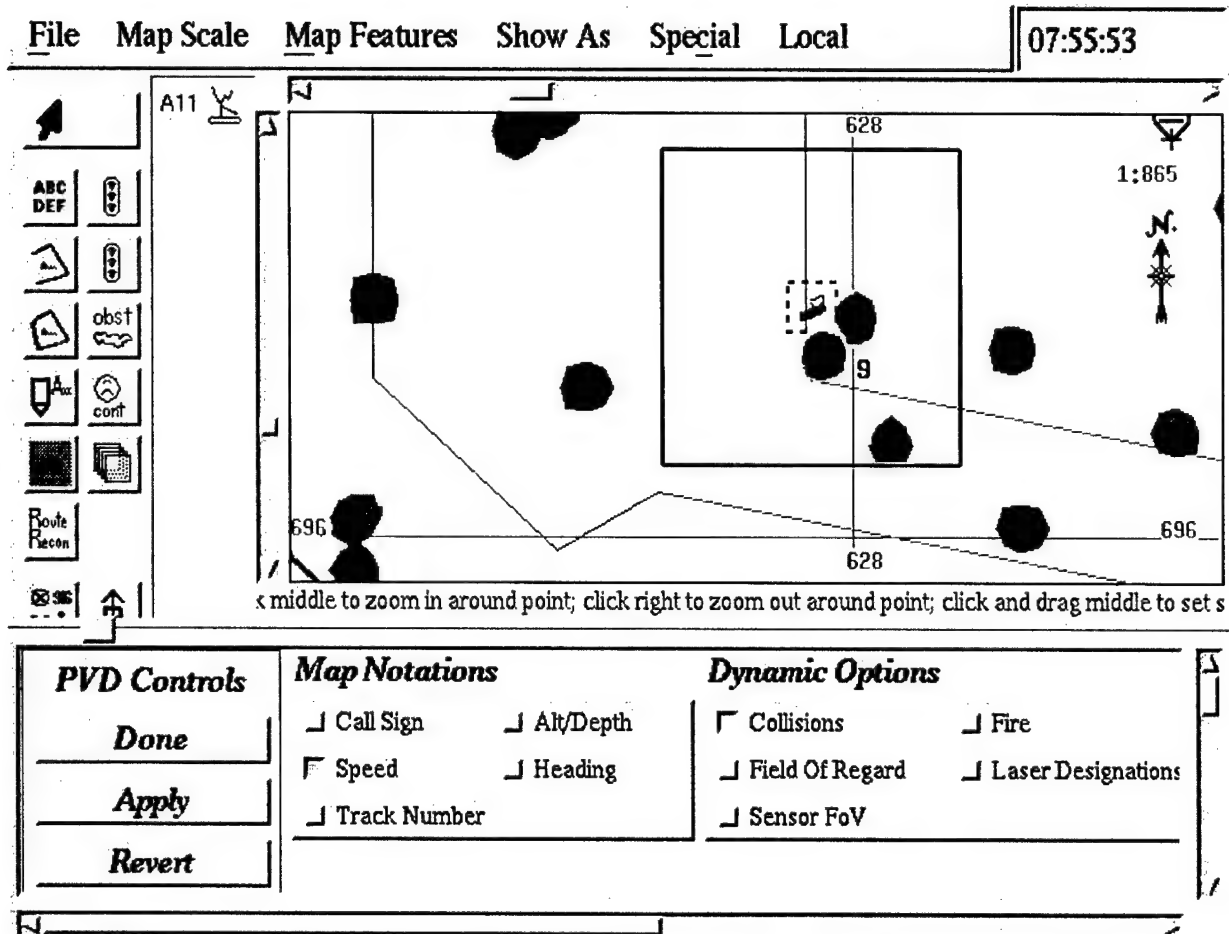 File Map Scale Map Features Show As Special Local 07:55:53
A11
628
1:865
N.
ABC
DEF
obst
cont
9
Route
Recon
696
696
628
k middle to zoom in around point; click right to zoom out around point; click and drag middle to set s
PVD Controls
Done
Apply
Revert
Map Notations
Call Sign Alt/Depth
Speed Heading
Track Number
Dynamic Options
Collisions Fire
Field Of Regard Laser Designations
Sensor FoV